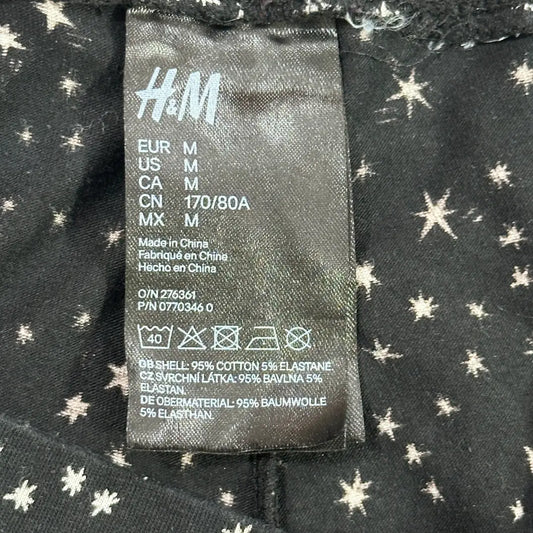 H&M
EUR M
US M
CA M
CN 170/80A
MX M
Made in China
Fabriqué en Chine
Hecho en China
O/N 276361
P/N 0770346 0
40
GB SHELL: 95% COTTON 5% ELASTANE
CZ SVRCHNÍ LÁTKA: 95% BAVLNA 5%
ELASTAN
DE OBERMATERIAL: 95% BAUMWOLLE
5% ELASTHAN